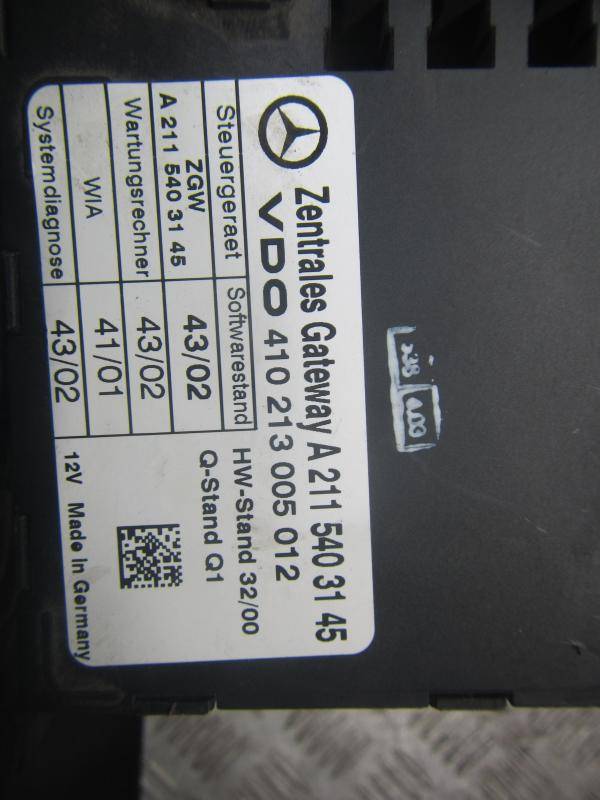 Zentrales Gateway A 211 540 31 45
VDO 410 213 005 012
Steuergeraet Softwarestand
ZGW
A 211 540 31 45 43/02
Wartungsrechner 43/02
WIA 41/01
Systemdiagnose 43/02
HW-Stand 32/00
Q-Stand Q1
12V Made In Germany